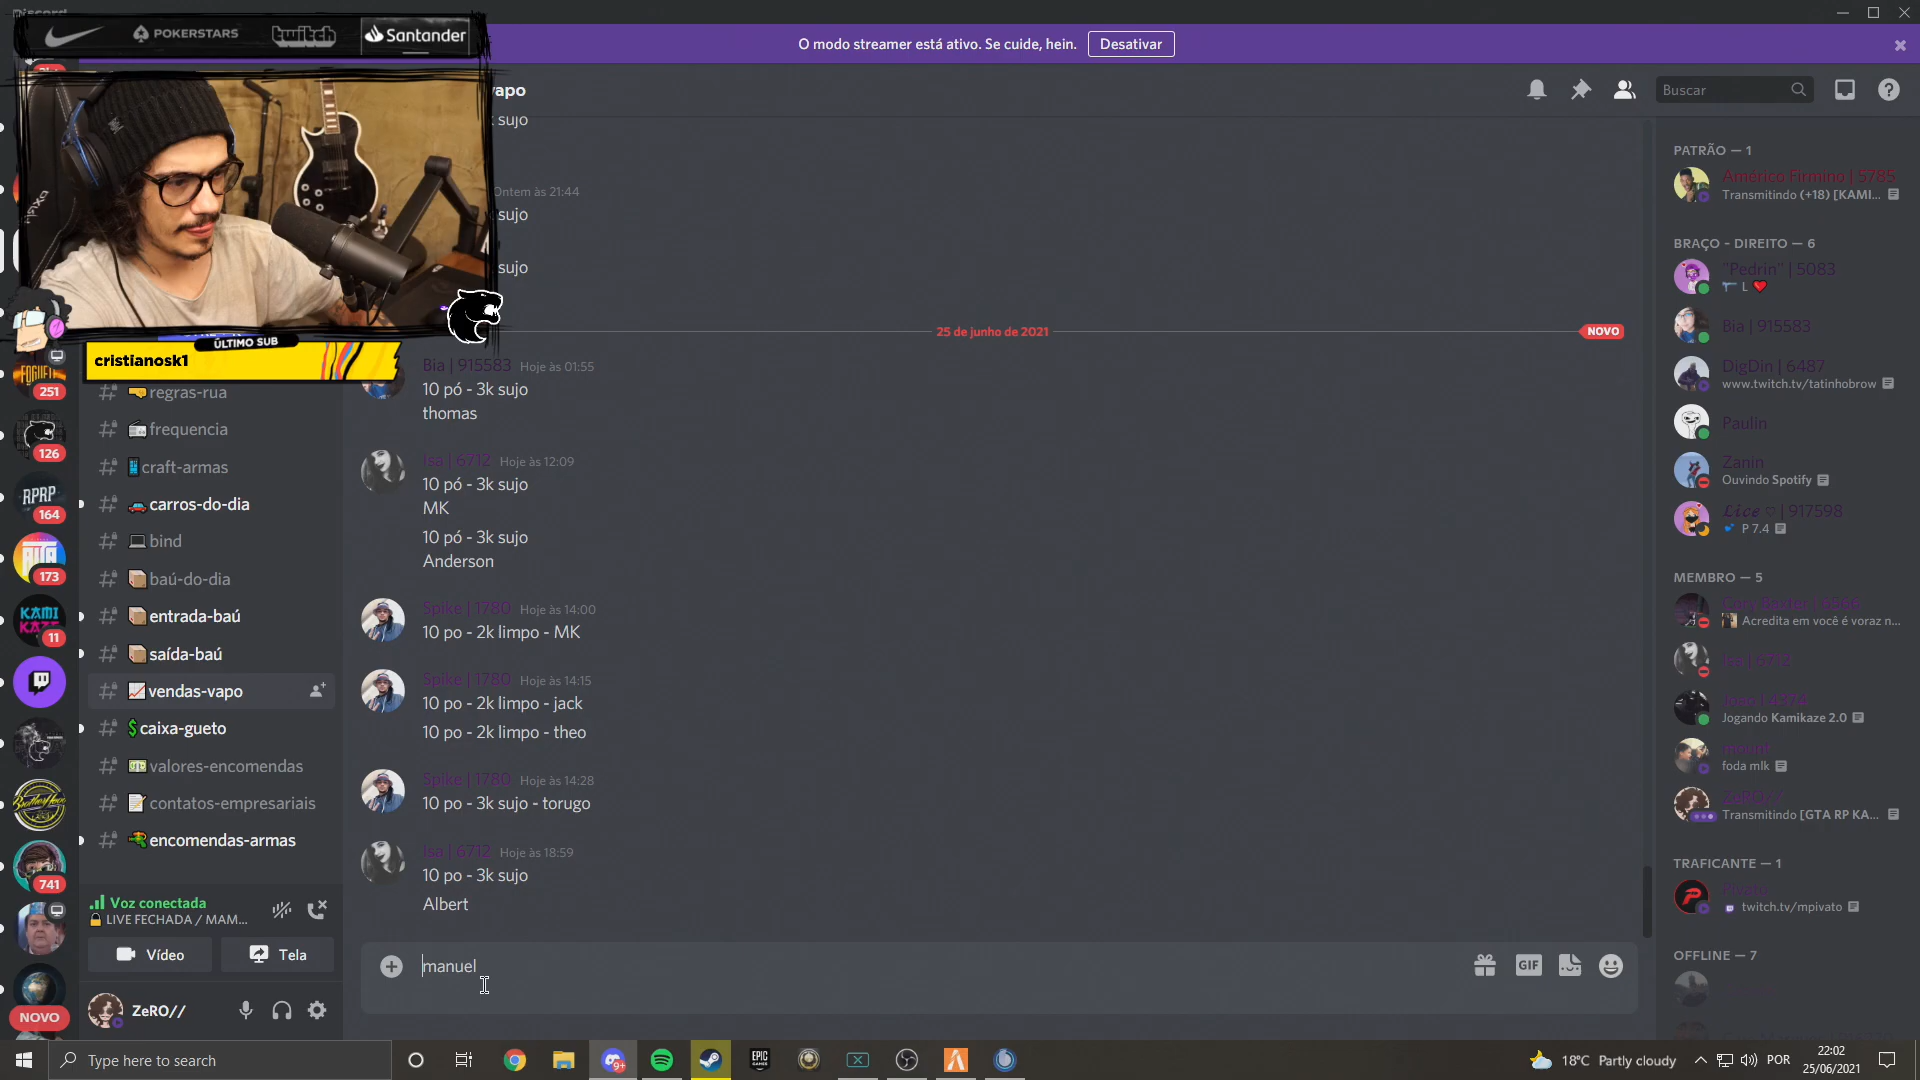 Discord
POKERSTARS
twitch
Santander
O modo streamer está ativo. Se cuide, hein.
Desativar
vapo
Buscar
sujo
Ontem às 21:44
sujo
sujo
ÚLTIMO SUB
cristianosk1
25 de junho de 2021
NOVO
Bia | 915583 Hoje às 01:55
10 pó - 3k sujo
thomas
Isa | 6712 Hoje às 12:09
10 pó - 3k sujo
MK
10 pó - 3k sujo
Anderson
Spike | 1780 Hoje às 14:00
10 po - 2k limpo - MK
Spike | 1780 Hoje às 14:15
10 po - 2k limpo - jack
10 po - 2k limpo - theo
Spike | 1780 Hoje às 14:28
10 po - 3k sujo - torugo
Isa | 6712 Hoje às 18:59
10 po - 3k sujo
Albert
manuel
GIF
251
126
RPRP
164
173
KAMI
KAZE
11
741
NOVO
regras-rua
frequencia
craft-armas
carros-do-dia
bind
baú-do-dia
entrada-baú
saída-baú
vendas-vapo
caixa-gueto
valores-encomendas
contatos-empresariais
encomendas-armas
Voz conectada
LIVE FECHADA / MAM...
Vídeo
Tela
ZeRO//
PATRÃO — 1
Américo Firmino | 5785
Transmitindo (+18) [KAMI...
BRAÇO - DIREITO — 6
"Pedrin" | 5083
L
Bia | 915583
DigDin | 6487
www.twitch.tv/tatinhobrow
Paulin
Zanin
Ouvindo Spotify
Lice ♡ | 917598
P 7.4
MEMBRO — 5
Acredita em você é voraz n...
Isa | 6712
Jogando Kamikaze 2.0
mount
foda mlk
ZeRO//
Transmitindo [GTA RP KA...
TRAFICANTE — 1
Pivato
twitch.tv/mpivato
OFFLINE — 7
Type here to search
9+
EPIC
GAMES
18°C Partly cloudy
POR
22:02
25/06/2021